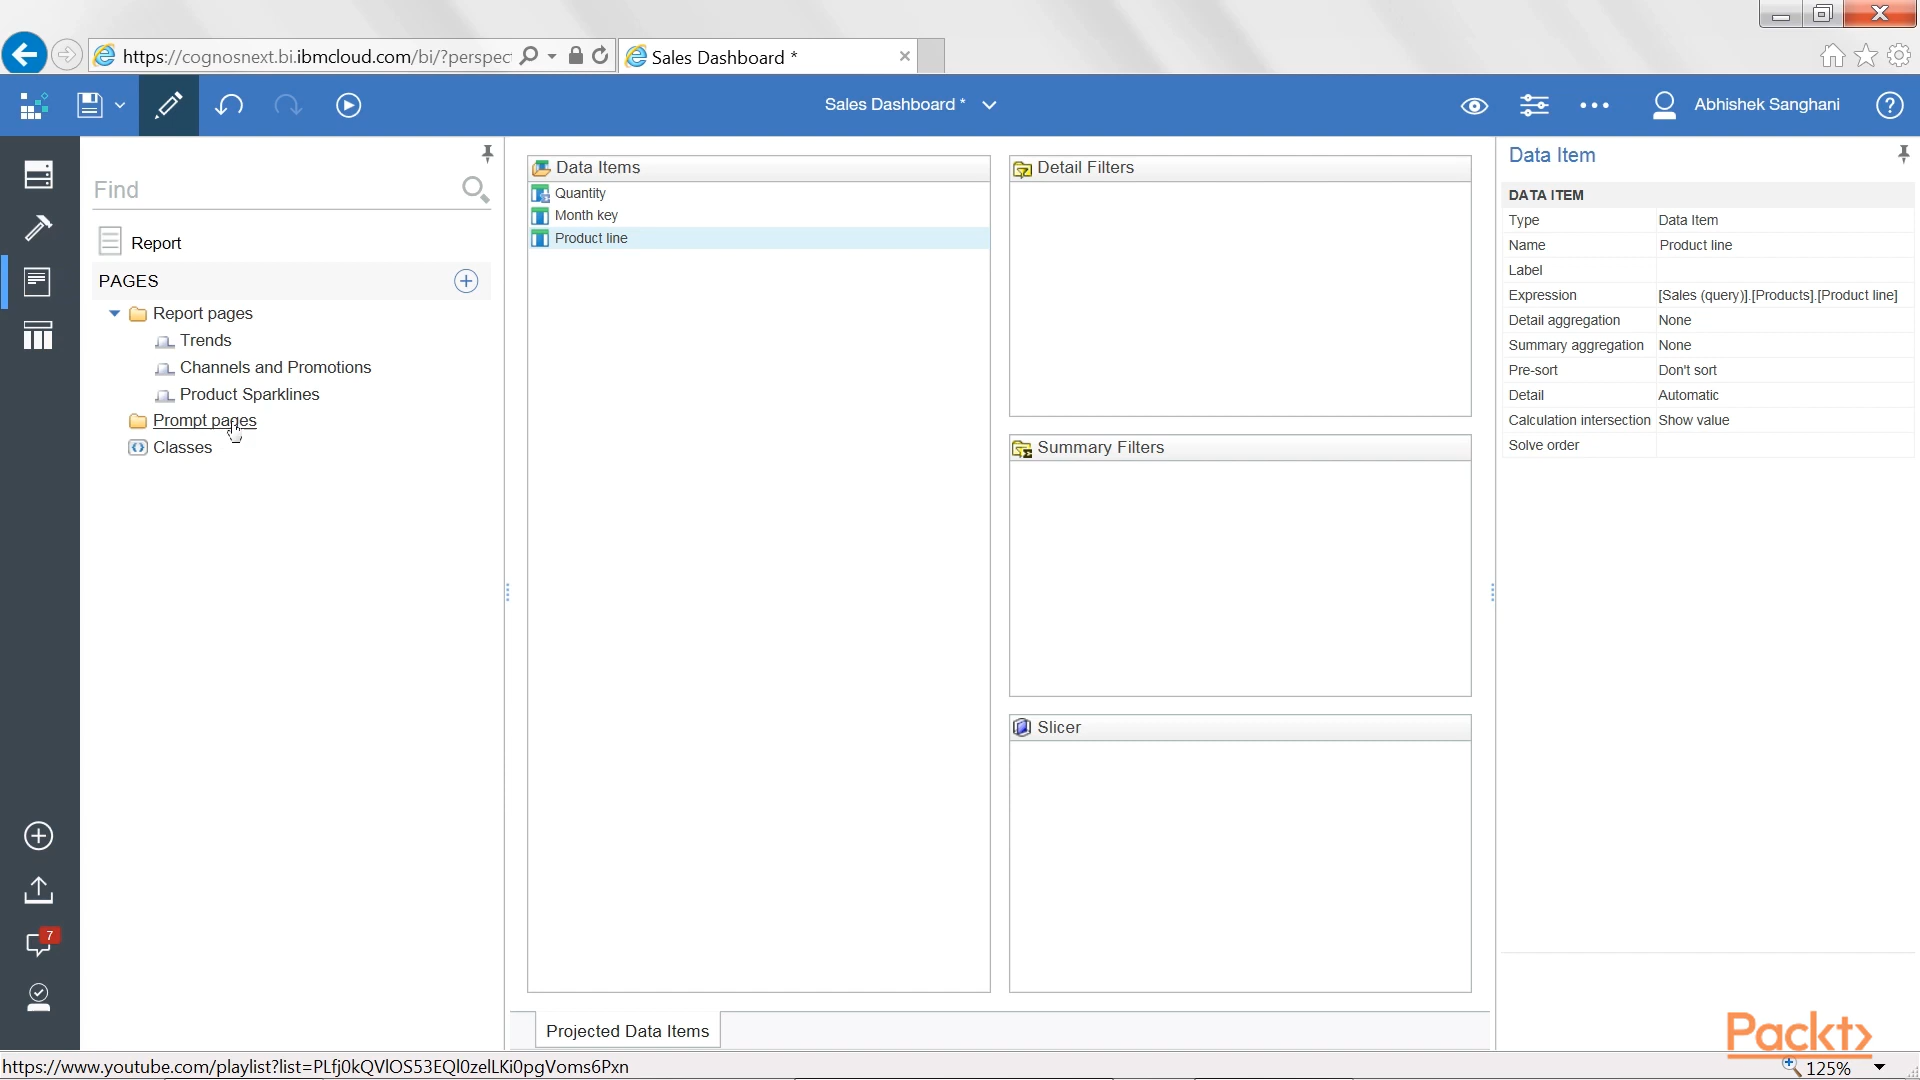 https://cognosnext.bi.ibmcloud.com/bi/?perspec
Sales Dashboard *
Sales Dashboard *
Abhishek Sanghani
Find
Report
PAGES
Report pages
Trends
Channels and Promotions
Product Sparklines
Prompt pages
Classes
7
Data Items
Quantity
Month key
Product line
Detail Filters
Summary Filters
Slicer
Projected Data Items
Data Item
DATA ITEM
Type Data Item
Name Product line
Label
Expression [Sales (query)].[Products].[Product line]
Detail aggregation None
Summary aggregation None
Pre-sort Don't sort
Detail Automatic
Calculation intersection Show value
Solve order
Packt
https://www.youtube.com/playlist?list=PLfj0kQVlOS53EQl0zelLKi0pgVoms6Pxn
125%